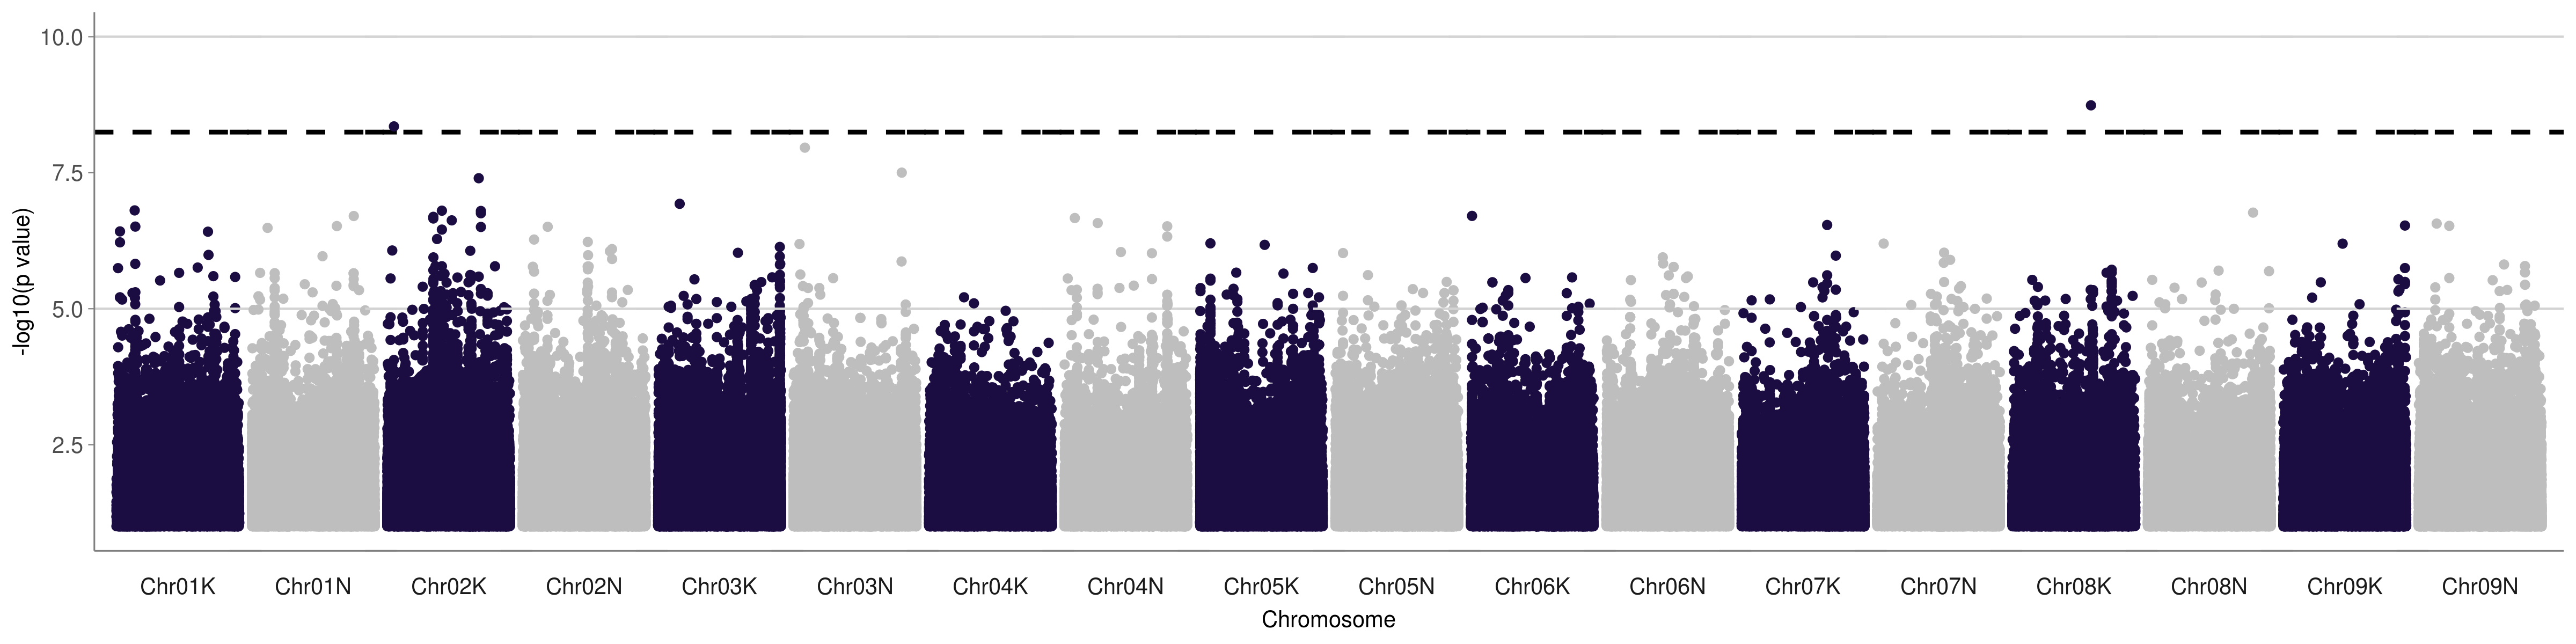 -log10(p value)
10.0
7.5
5.0
2.5
Chr01K Chr01N Chr02K Chr02N Chr03K Chr03N Chr04K Chr04N Chr05K Chr05N Chr06K Chr06N Chr07K Chr07N Chr08K Chr08N Chr09K Chr09N
Chromosome